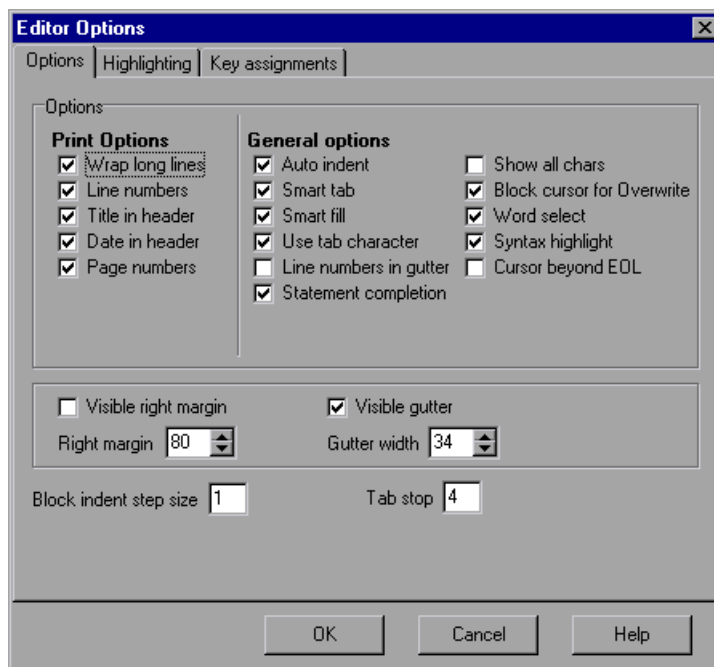 Editor Options
Options Highlighting Key assignments
Options
Print Options General options
Wrap long lines Auto indent Show all chars
Line numbers Smart tab Block cursor for Overwrite
Title in header Smart fill Word select
Date in header Use tab character Syntax highlight
Page numbers Line numbers in gutter Cursor beyond EOL
Statement completion
Visible right margin Visible gutter
Right margin 80 Gutter width 34
Block indent step size 1 Tab stop 4
OK Cancel Help